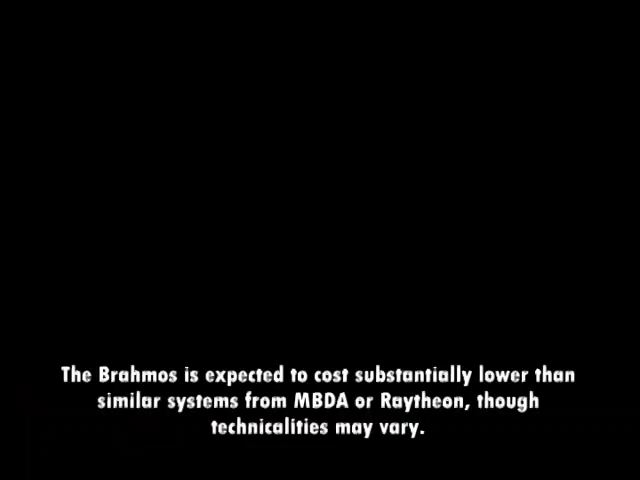 The Brahmos is expected to cost substantially lower than
similar systems from MBDA or Raytheon, though
technicalities may vary.